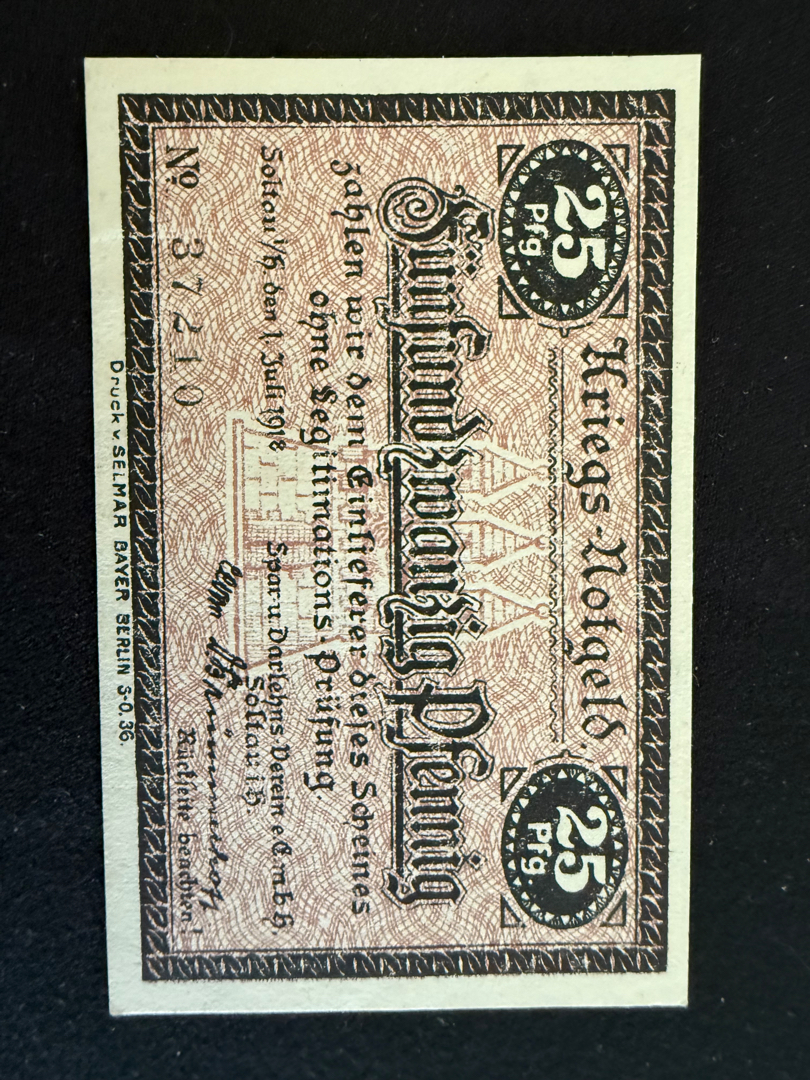 25 Pfg
Kriegs-Notgeld
25 Pfg
Fünfundzwanzig Pfennig
zahlen wir dem Einlieferer dieses Scheines
ohne Legitimations-Prüfung.
Soltau i/H. den 1. Juli 1918
Spar u. Darlehns Verein e.G.m.b.H.
Soltau i.H.
No. 37210
Rückseite beachten!
Druck v. SELMAR BAYER BERLIN S-O.36.